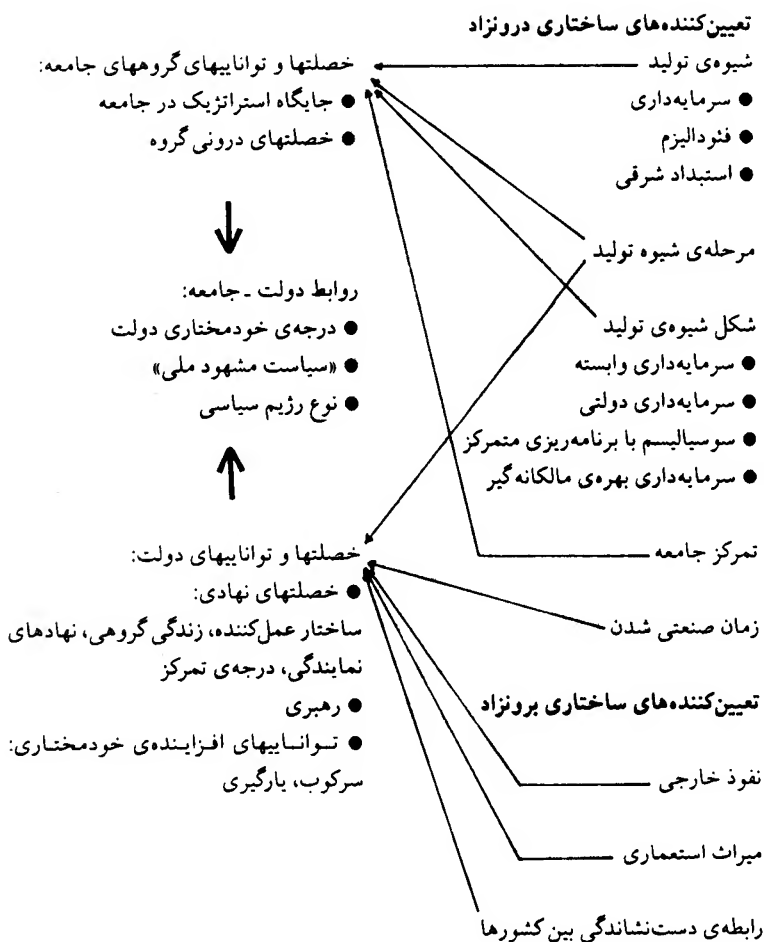 تعیین‌کننده‌های ساختاری درونزاد
شیوه‌ی تولید
● سرمایه‌داری
● فئودالیزم
● استبداد شرقی
مرحله‌ی شیوه تولید
شکل شیوه‌ی تولید
● سرمایه‌داری وابسته
● سرمایه‌داری دولتی
● سوسیالیسم با برنامه‌ریزی متمرکز
● سرمایه‌داری بهره‌ی مالکانه‌گیر
تمرکز جامعه
زمان صنعتی شدن
تعیین‌کننده‌های ساختاری برونزاد
نفوذ خارجی
میراث استعماری
رابطه‌ی دست‌نشاندگی بین کشورها
خصلتها و تواناییهای گروههای جامعه:
● جایگاه استراتژیک در جامعه
● خصلتهای درونی گروه
روابط دولت ـ جامعه:
● درجه‌ی خودمختاری دولت
● «سیاست مشهود ملی»
● نوع رژیم سیاسی
خصلتها و تواناییهای دولت:
● خصلتهای نهادی:
ساختار عمل‌کننده، زندگی گروهی، نهادهای
نمایندگی، درجه‌ی تمرکز
● رهبری
● تـوانـاییهای افـزاینده‌ی خودمختـاری:
سرکوب، یارگیری